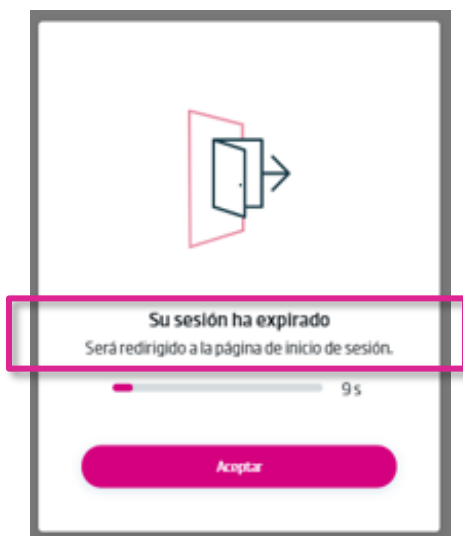 Su sesión ha expirado
Será redirigido a la página de inicio de sesión.
9 s
Aceptar